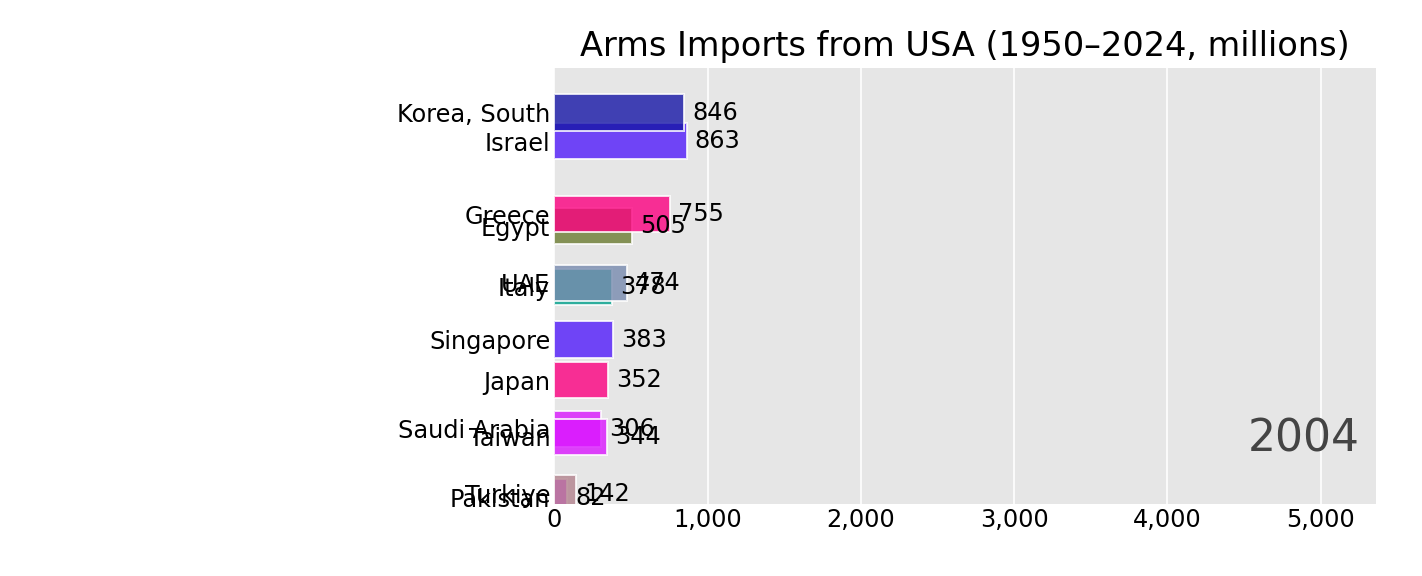 Arms Imports from USA (1950–2024, millions)
Korea, South 846
Israel 863
Greece 755
Egypt 505
UAE 474
Italy 378
Singapore 383
Japan 352
Saudi Arabia 306
Taiwan 344
Turkiye 142
Pakistan 82
2004
0 1,000 2,000 3,000 4,000 5,000